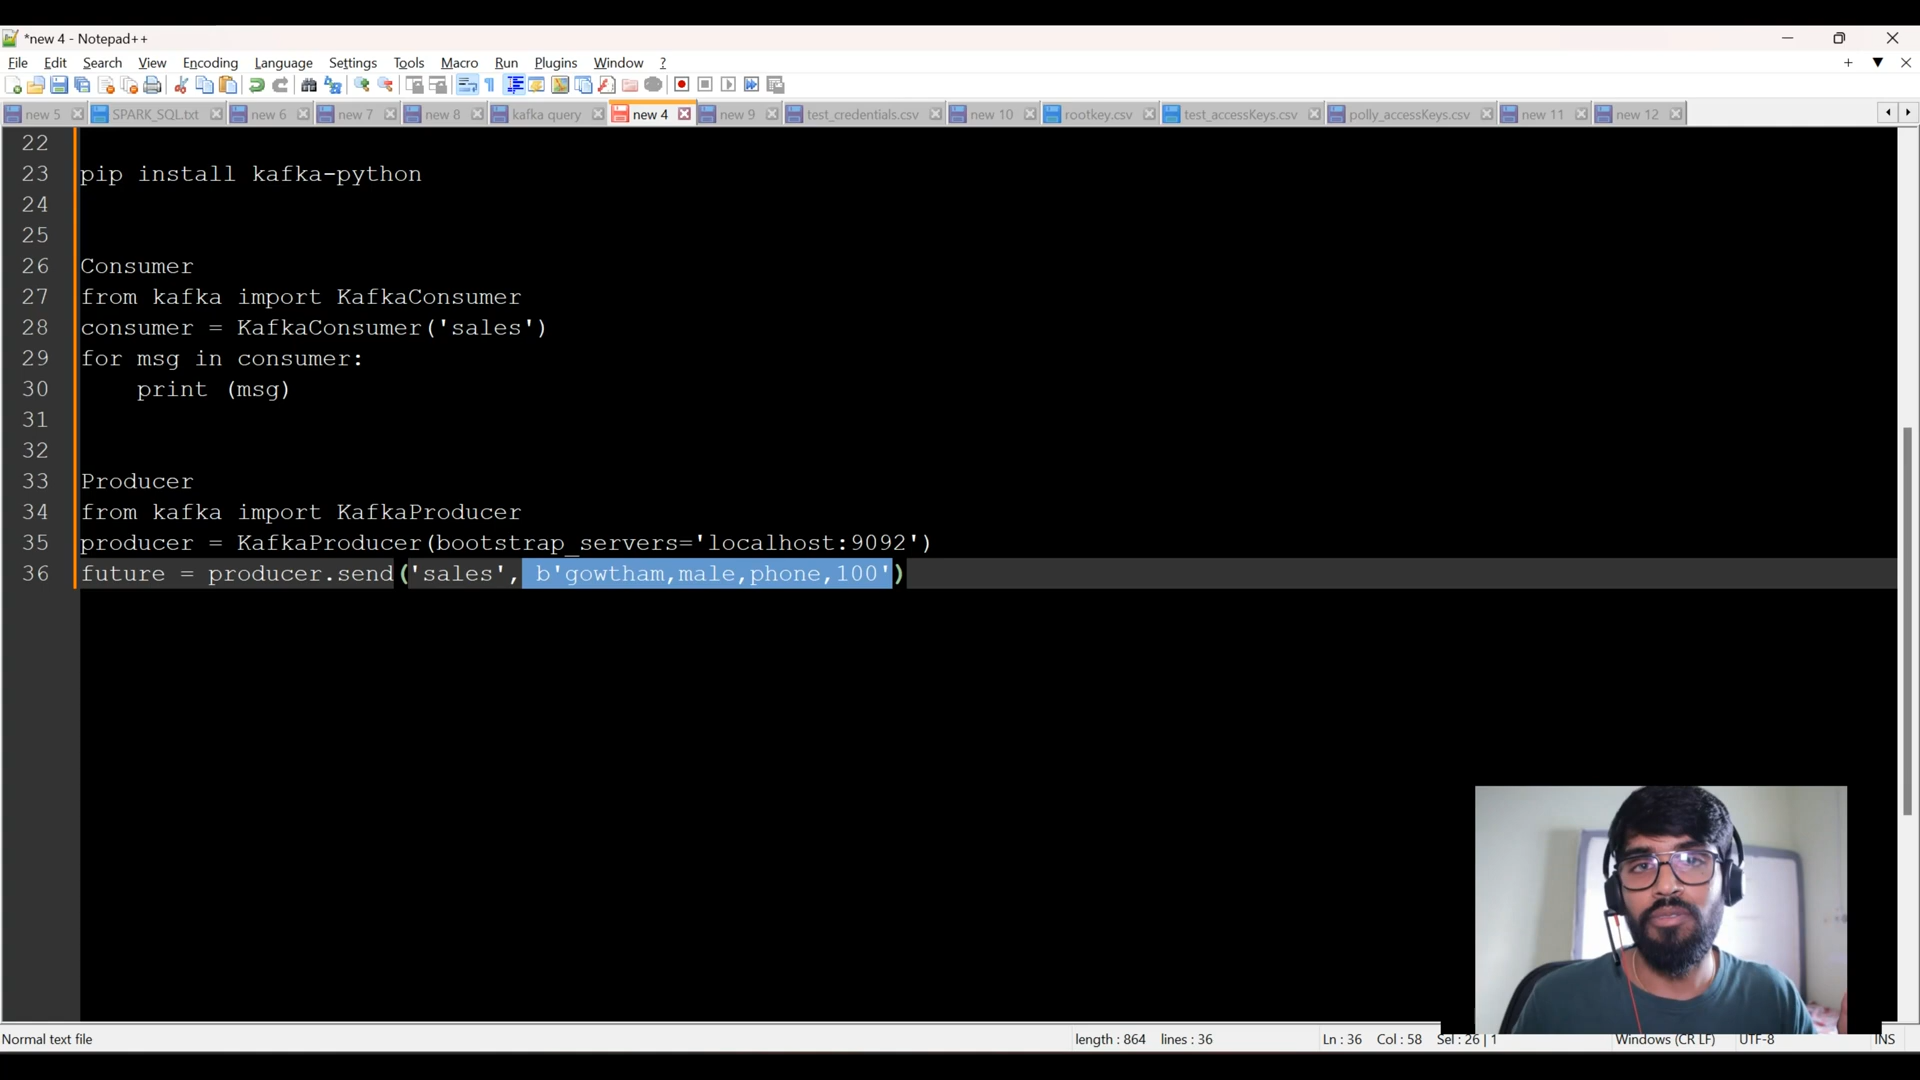 *new 4 - Notepad++
File Edit Search View Encoding Language Settings Tools Macro Run Plugins Window ?
new 5 SPARK_SQL.txt new 6 new 7 new 8 kafka query new 4 new 9 test_credentials.csv new 10 rootkey.csv test_accessKeys.csv polly_accessKeys.csv new 11 new 12
22
23 pip install kafka-python
24
25
26 Consumer
27 from kafka import KafkaConsumer
28 consumer = KafkaConsumer('sales')
29 for msg in consumer:
30     print (msg)
31
32
33 Producer
34 from kafka import KafkaProducer
35 producer = KafkaProducer(bootstrap_servers='localhost:9092')
36 future = producer.send('sales', b'gowtham,male,phone,100')
Normal text file length : 864 lines : 36 Ln : 36 Col : 58 Sel : 26 | 1 Windows (CR LF) UTF-8 INS